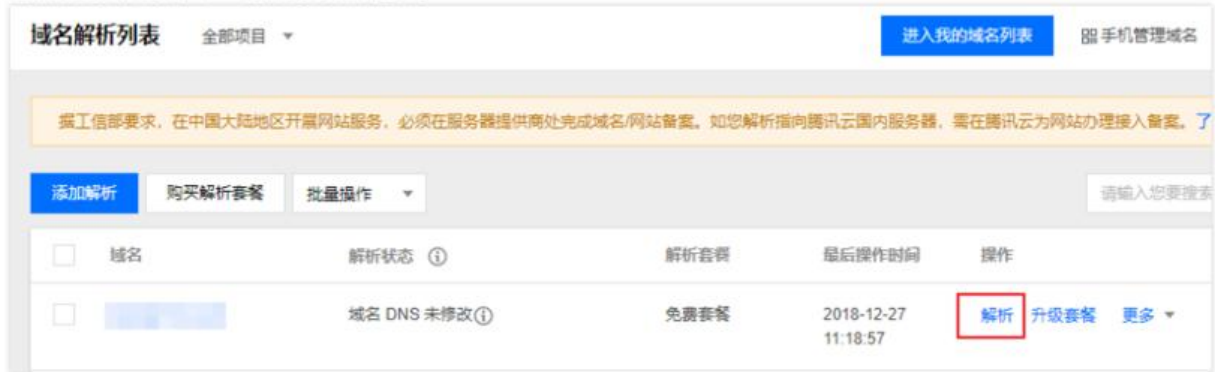 域名解析列表 全部项目
进入我的域名列表 手机管理域名
据工信部要求，在中国大陆地区开展网站服务，必须在服务器提供商处完成域名/网站备案。如您解析指向腾讯云国内服务器，需在腾讯云为网站办理接入备案。了
添加解析 购买解析套餐 批量操作 请输入您要搜索
域名 解析状态 解析套餐 最后操作时间 操作
域名 DNS 未修改 免费套餐 2018-12-27 解析 升级套餐 更多
11:18:57